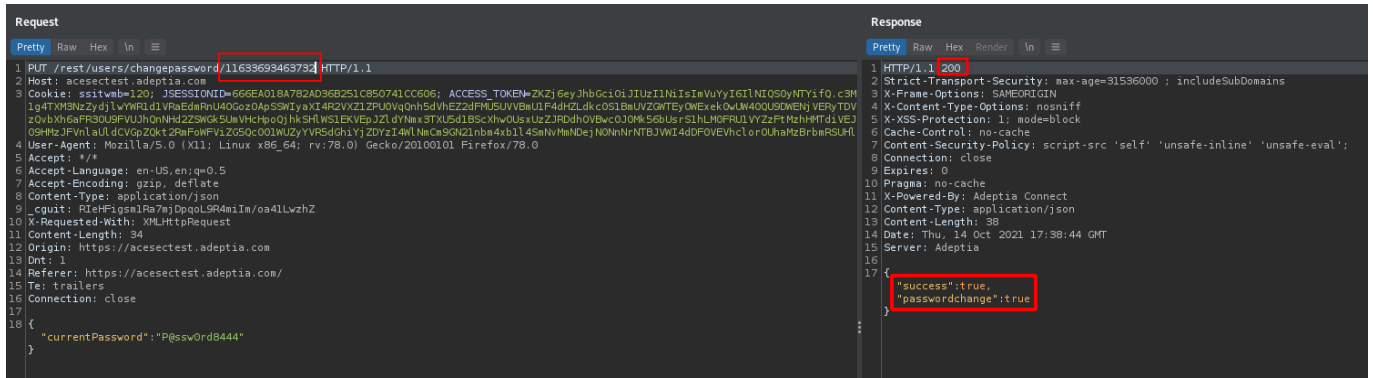 Request
Pretty Raw Hex \n
1 PUT /rest/users/changepassword/11633693463732 HTTP/1.1
2 Host: acesectest.adeptia.com
3 Cookie: ssitwmb=120; JSESSIONID=666EA018A782AD36B251C850741CC606;
4 User-Agent: Mozilla/5.0 (X11; Linux x86_64; rv:78.0) Gecko/20100101 Firefox/78.0
5 Accept: */*
6 Accept-Language: en-US,en;q=0.5
7 Accept-Encoding: gzip, deflate
8 Content-Type: application/json
9 _cguit:
10 X-Requested-With: XMLHttpRequest
11 Content-Length: 34
12 Origin: https://acesectest.adeptia.com
13 Dnt: 1
14 Referer: https://acesectest.adeptia.com/
15 Te: trailers
16 Connection: close
17
18 {
"currentPassword":"P@ssw0rd8444"
}
Response
Pretty Raw Hex Render \n
1 HTTP/1.1 200
2 Strict-Transport-Security: max-age=31536000 ; includeSubDomains
3 X-Frame-Options: SAMEORIGIN
4 X-Content-Type-Options: nosniff
5 X-XSS-Protection: 1; mode=block
6 Cache-Control: no-cache
7 Content-Security-Policy: script-src 'self' 'unsafe-inline' 'unsafe-eval';
8 Connection: close
9 Expires: 0
10 Pragma: no-cache
11 X-Powered-By: Adeptia Connect
12 Content-Type: application/json
13 Content-Length: 38
14 Date: Thu, 14 Oct 2021 17:38:44 GMT
15 Server: Adeptia
16
17 {
"success":true,
"passwordchange":true
}